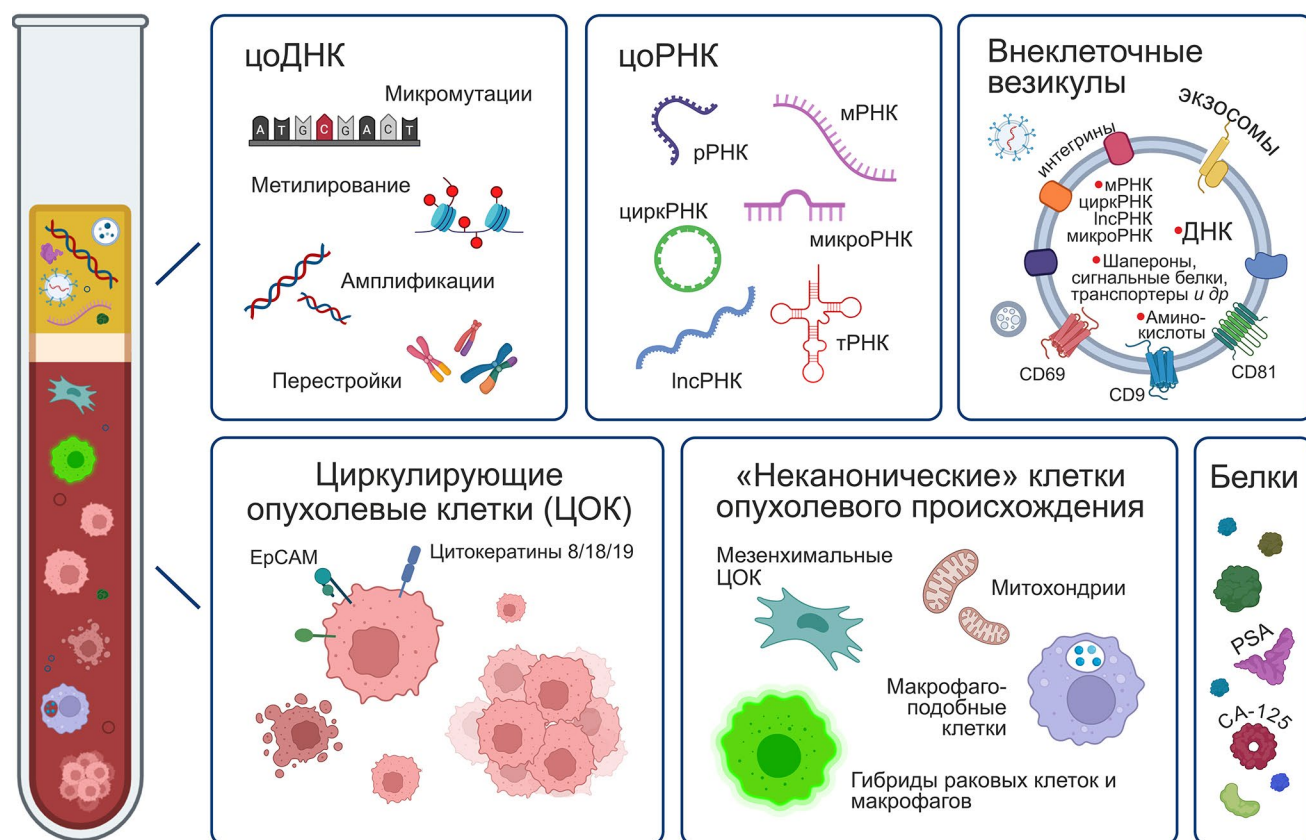 цоДНК
Микромутации
A T G C G A C T
Метилирование
Амплификации
Перестройки
цоРНК
рРНК
мРНК
циркРНК
микроРНК
тРНК
lncРНК
Внеклеточные
везикулы
экзосомы
интегрины
мРНК
циркРНК
lncРНК
микроРНК
ДНК
Шапероны,
сигнальные белки,
транспортеры и др
Амино-
кислоты
CD69
CD9
CD81
Циркулирующие
опухолевые клетки (ЦОК)
EpCAM
Цитокератины 8/18/19
«Неканонические» клетки
опухолевого происхождения
Мезенхимальные
ЦОК
Митохондрии
Макрофаго-
подобные
клетки
Гибриды раковых клеток и
макрофагов
Белки
PSA
CA-125